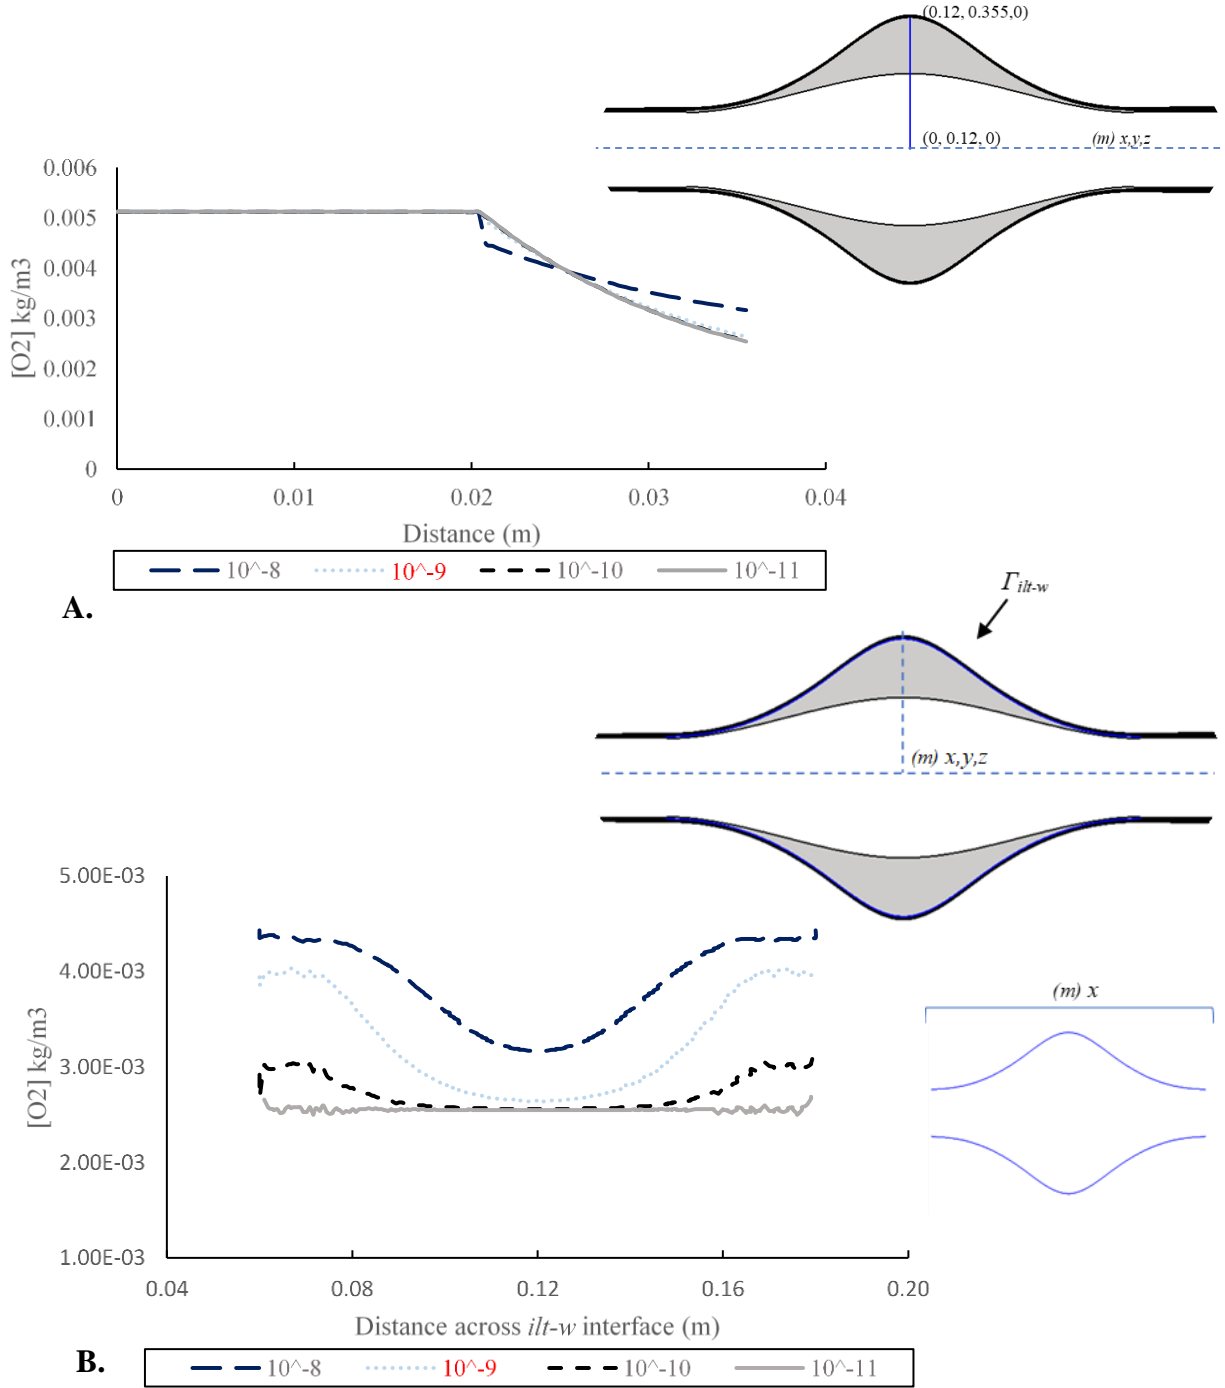 (0.12, 0.355,0)
(0, 0.12, 0)
(m) x,y,z
0.006
0.005
0.004
0.003
0.002
0.001
0
[O2] kg/m3
0 0.01 0.02 0.03 0.04
Distance (m)
10^-8 10^-9 10^-10 10^-11
A.
Γilt-w
(m) x,y,z
5.00E-03
4.00E-03
3.00E-03
2.00E-03
1.00E-03
[O2] kg/m3
(m) x
0.04 0.08 0.12 0.16 0.20
Distance across ilt-w interface (m)
B.
10^-8 10^-9 10^-10 10^-11